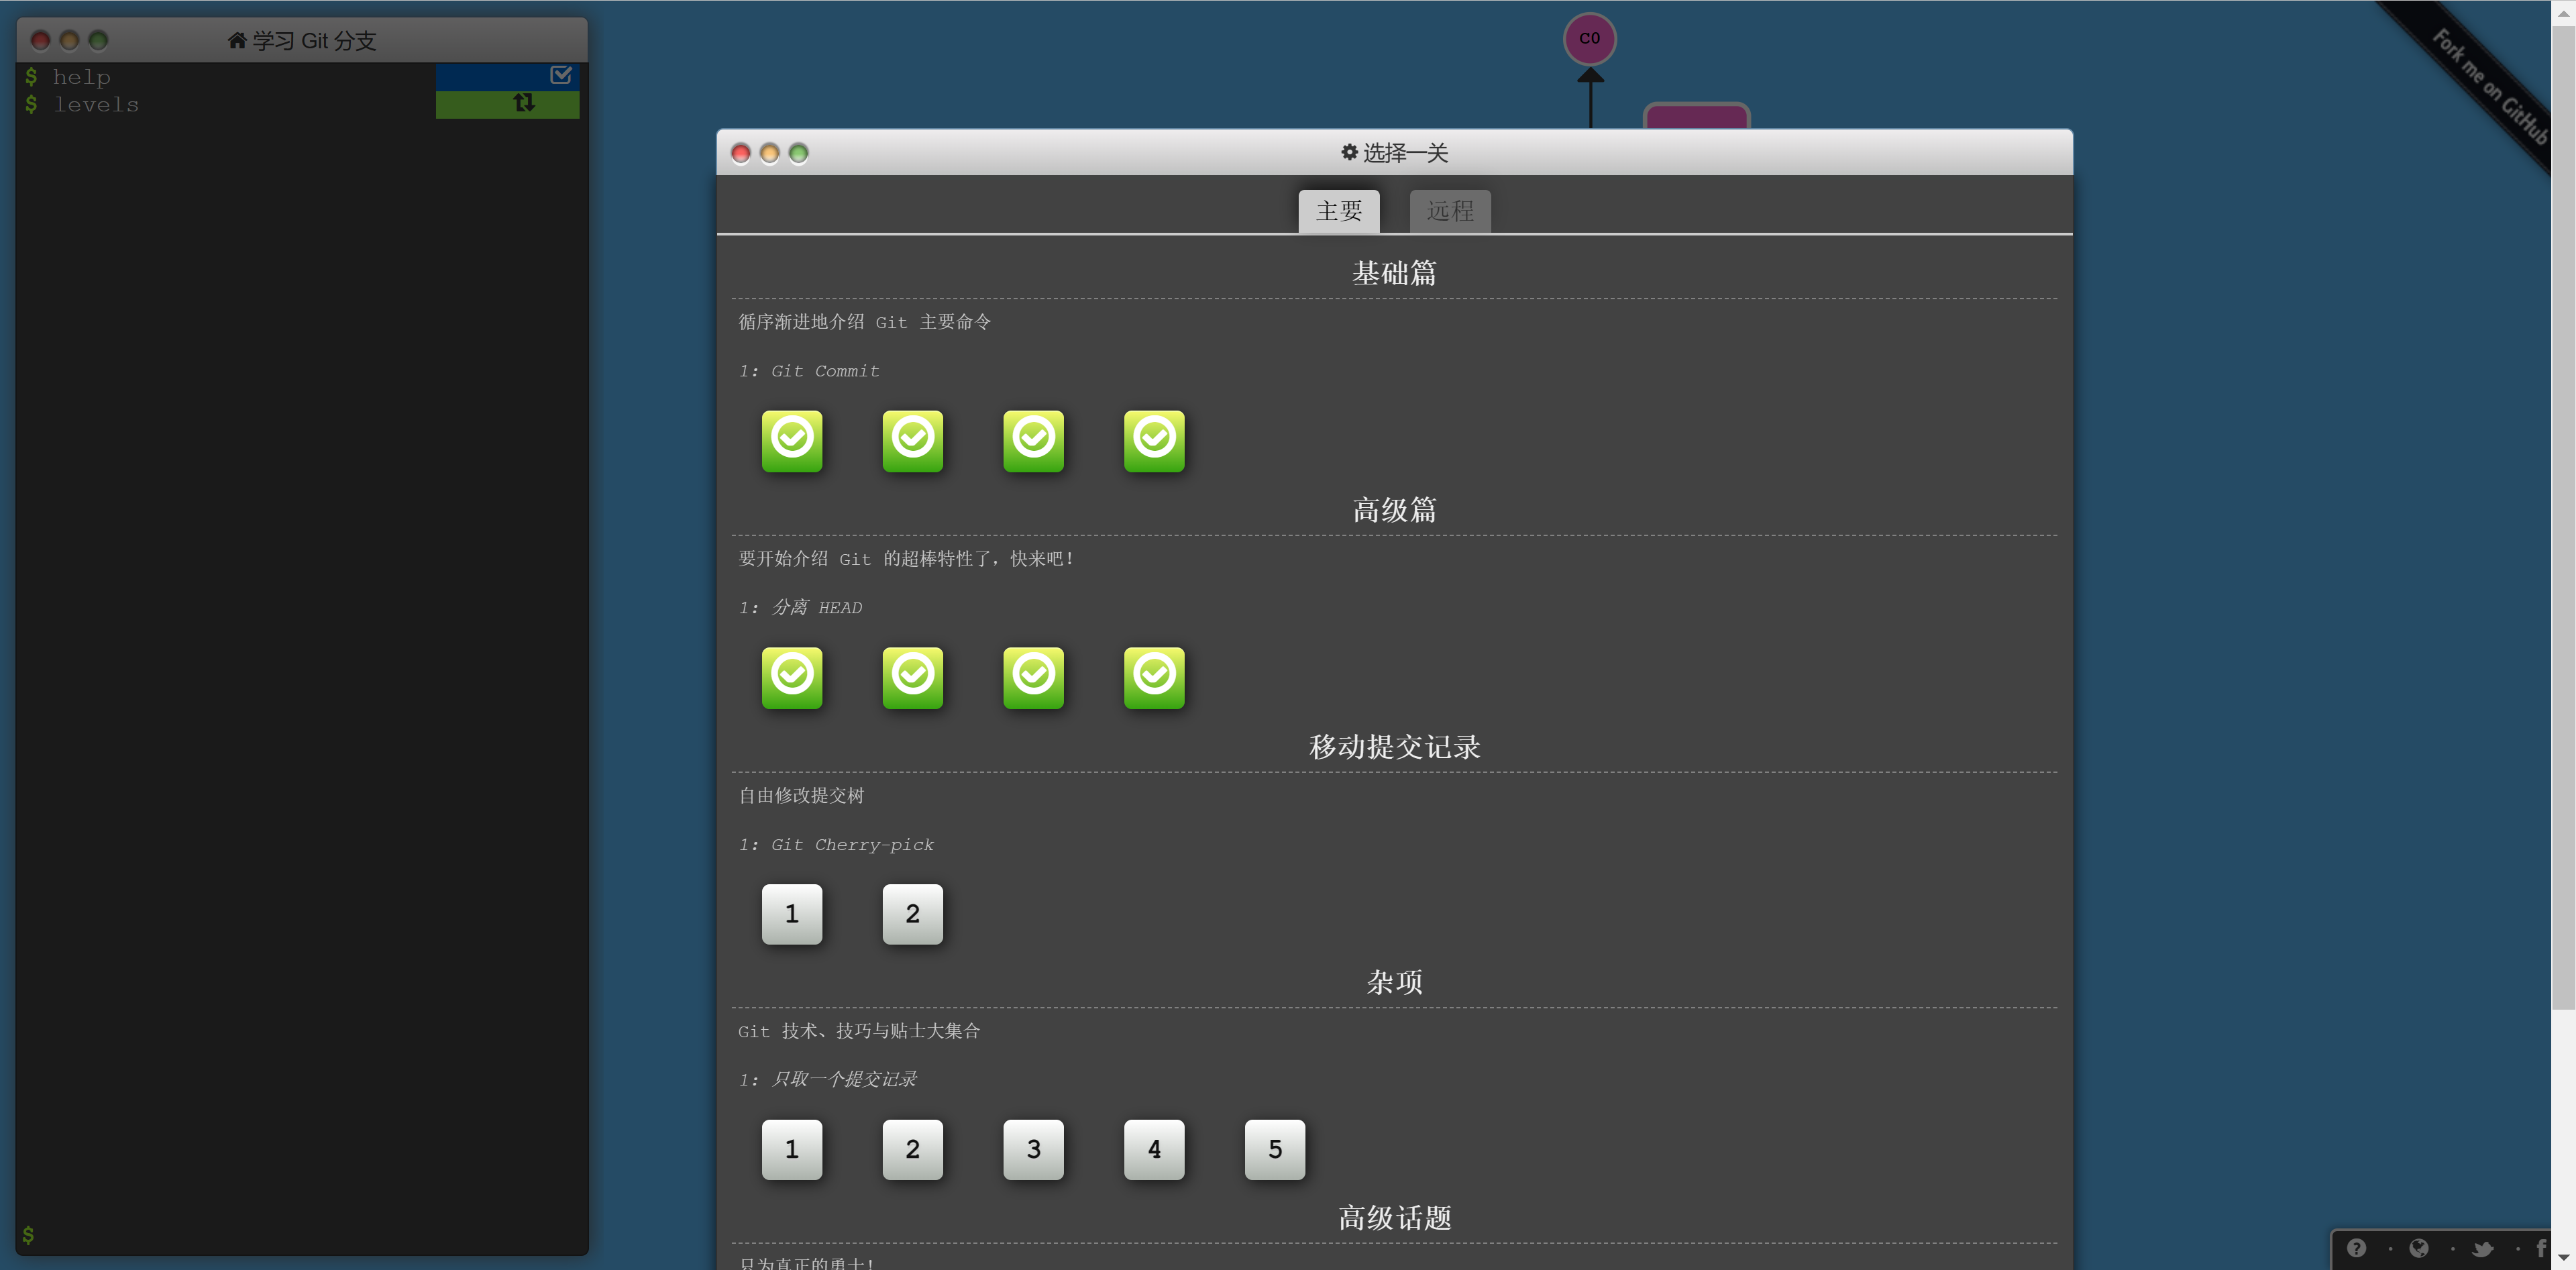 学习 Git 分支
$ help
$ levels
$
C0
Fork me on GitHub
选择一关
主要
远程
基础篇
循序渐进地介绍 Git 主要命令
1: Git Commit
高级篇
要开始介绍 Git 的超棒特性了，快来吧！
1: 分离 HEAD
移动提交记录
自由修改提交树
1: Git Cherry-pick
1 2
杂项
Git 技术、技巧与贴士大集合
1: 只取一个提交记录
1 2 3 4 5
高级话题
只为真正的勇士！